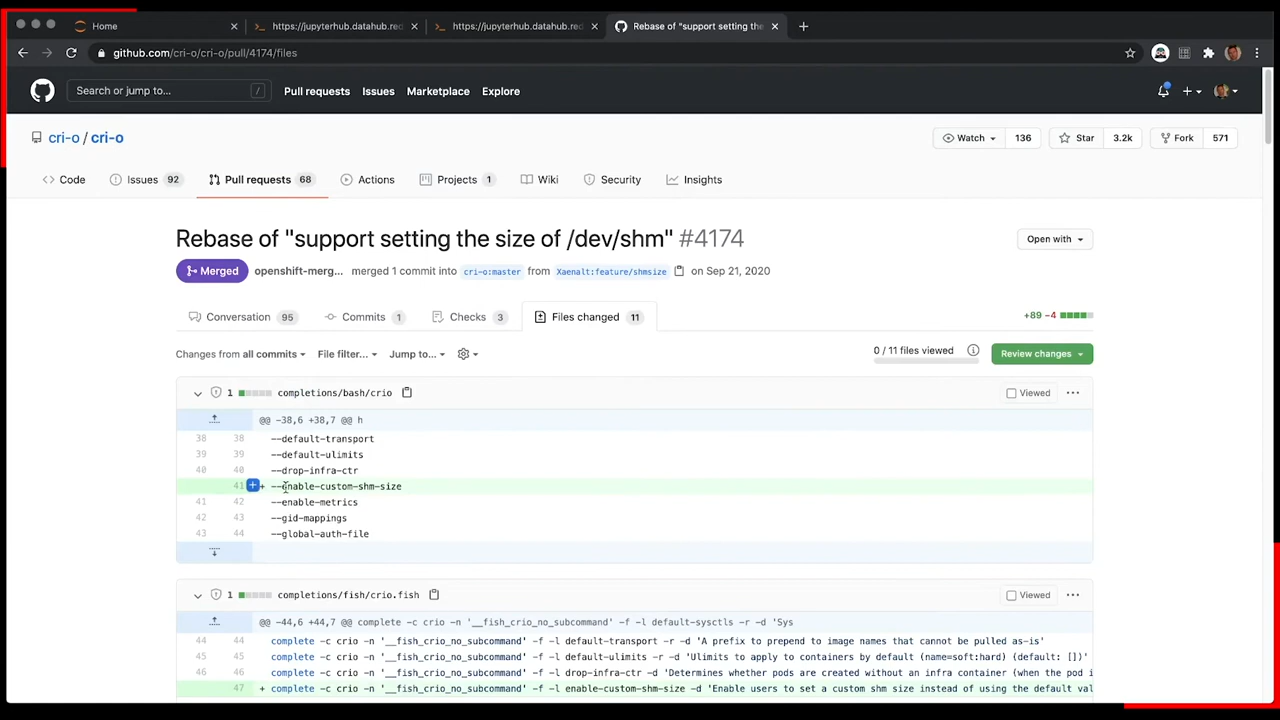 Home
https://jupyterhub.datahub.red
https://jupyterhub.datahub.red
Rebase of "support setting the
github.com/cri-o/cri-o/pull/4174/files
Search or jump to... /
Pull requests Issues Marketplace Explore
cri-o / cri-o
Watch 136 Star 3.2k Fork 571
Code Issues 92 Pull requests 68 Actions Projects 1 Wiki Security Insights
Rebase of "support setting the size of /dev/shm" #4174
Open with
Merged openshift-merg... merged 1 commit into cri-o:master from Xaenalt:feature/shmsize on Sep 21, 2020
Conversation 95 Commits 1 Checks 3 Files changed 11
+89 −4
Changes from all commits File filter... Jump to...
0 / 11 files viewed Review changes
1 completions/bash/crio Viewed
@@ -38,6 +38,7 @@ h
38 38 --default-transport
39 39 --default-ulimits
40 40 --drop-infra-ctr
41 + --enable-custom-shm-size
41 42 --enable-metrics
42 43 --gid-mappings
43 44 --global-auth-file
1 completions/fish/crio.fish Viewed
@@ -44,6 +44,7 @@ complete -c crio -n '__fish_crio_no_subcommand' -f -l default-sysctls -r -d 'Sys
44 44 complete -c crio -n '__fish_crio_no_subcommand' -f -l default-transport -r -d 'A prefix to prepend to image names that cannot be pulled as-is'
45 45 complete -c crio -n '__fish_crio_no_subcommand' -f -l default-ulimits -r -d 'Ulimits to apply to containers by default (name=soft:hard) (default: [])'
46 46 complete -c crio -n '__fish_crio_no_subcommand' -f -l drop-infra-ctr -d 'Determines whether pods are created without an infra container (when the pod i
47 + complete -c crio -n '__fish_crio_no_subcommand' -f -l enable-custom-shm-size -d 'Enable users to set a custom shm size instead of using the default val